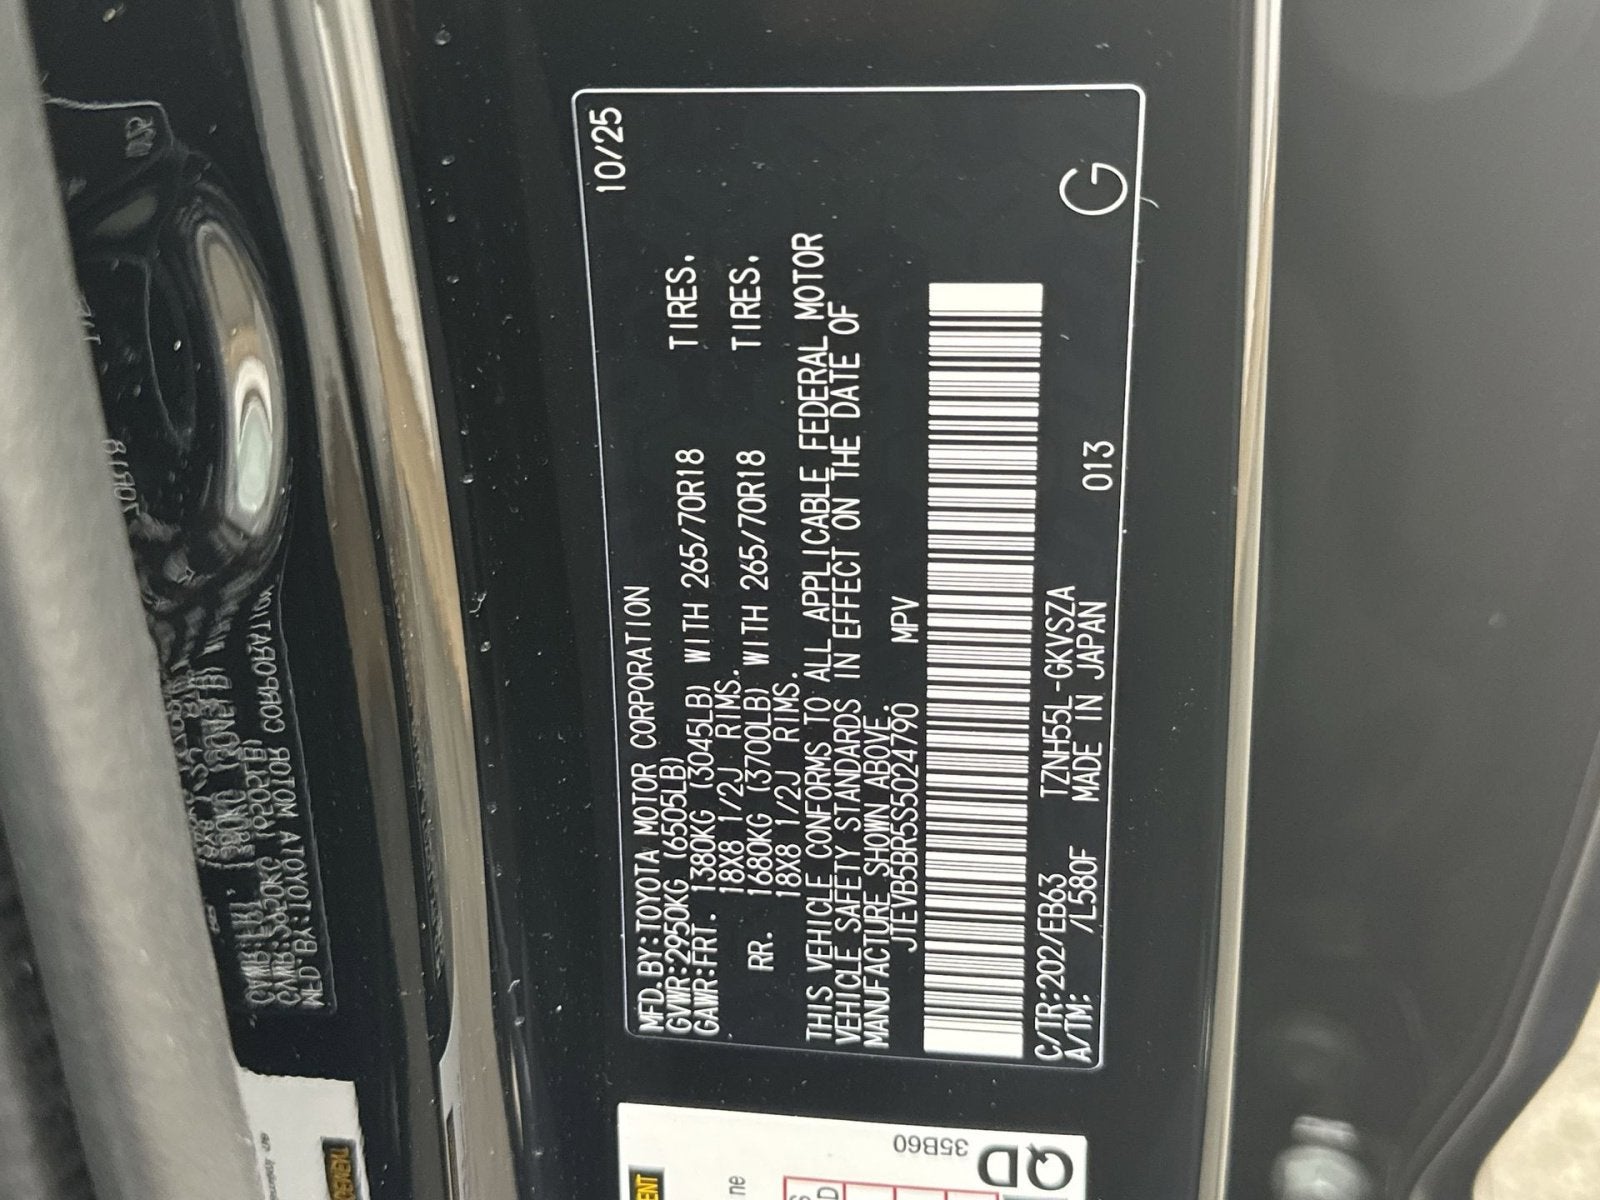 10/25
MFD.BY:TOYOTA MOTOR CORPORATION
GVWR:2950KG (6505LB)
GAWR:FRT. 1380KG (3045LB) WITH 265/70R18 TIRES.
18X8 1/2J RIMS.
RR. 1680KG (3700LB) WITH 265/70R18 TIRES.
18X8 1/2J RIMS.
THIS VEHICLE CONFORMS TO ALL APPLICABLE FEDERAL MOTOR
VEHICLE SAFETY STANDARDS IN EFFECT ON THE DATE OF
MANUFACTURE SHOWN ABOVE.
JTEVB5BR5S5024790 MPV
C/TR:202/EB63 TZNH55L-GKVSZA 013 G
A/TM: /L580F MADE IN JAPAN
35B60
QD
ENT
ne
S
D